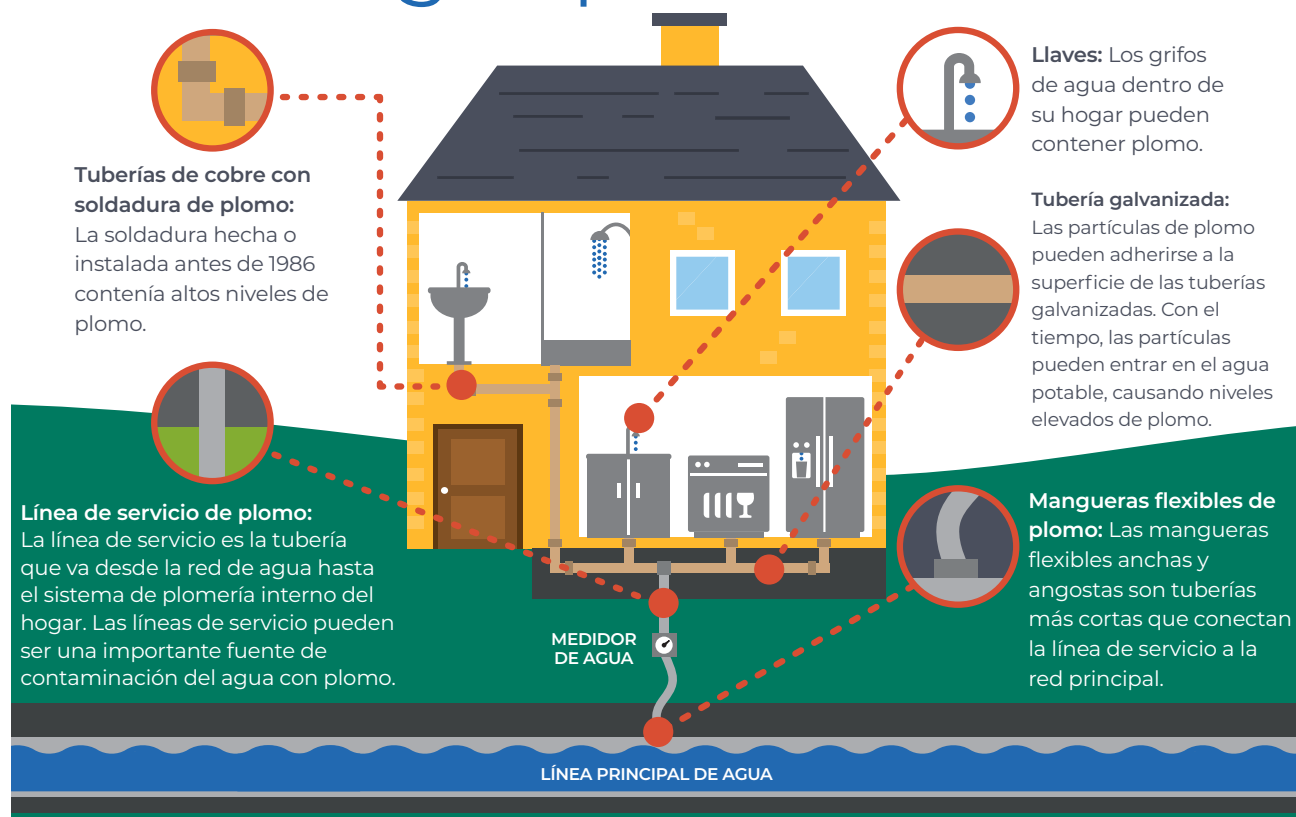 Tuberías de cobre con
soldadura de plomo:
La soldadura hecha o
instalada antes de 1986
contenía altos niveles de
plomo.
Línea de servicio de plomo:
La línea de servicio es la tubería
que va desde la red de agua hasta
el sistema de plomería interno del
hogar. Las líneas de servicio pueden
ser una importante fuente de
contaminación del agua con plomo.
Llaves: Los grifos
de agua dentro de
su hogar pueden
contener plomo.
Tubería galvanizada:
Las partículas de plomo
pueden adherirse a la
superficie de las tuberías
galvanizadas. Con el
tiempo, las partículas
pueden entrar en el agua
potable, causando niveles
elevados de plomo.
Mangueras flexibles de
plomo: Las mangueras
flexibles anchas y
angostas son tuberías
más cortas que conectan
la línea de servicio a la
red principal.
MEDIDOR
DE AGUA
LÍNEA PRINCIPAL DE AGUA